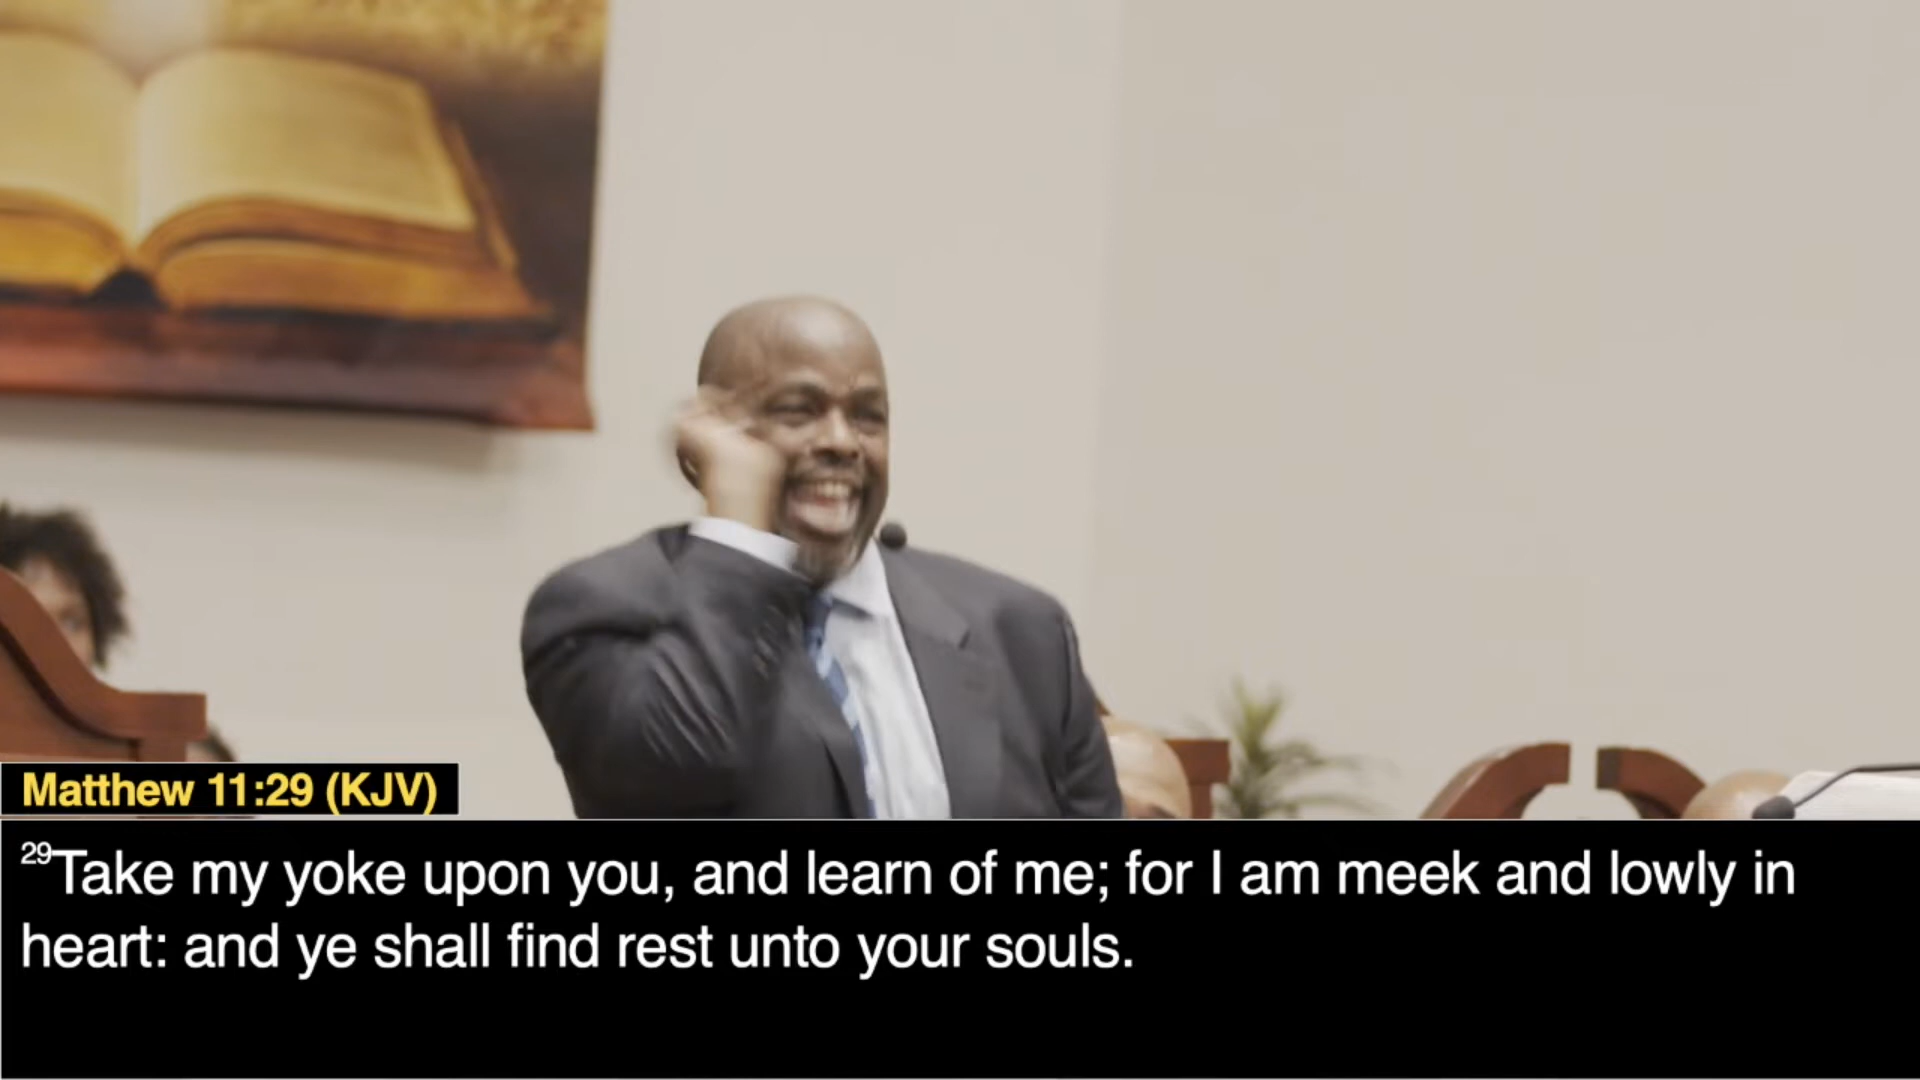 Matthew 11:29 (KJV)
29Take my yoke upon you, and learn of me; for I am meek and lowly in
heart: and ye shall find rest unto your souls.